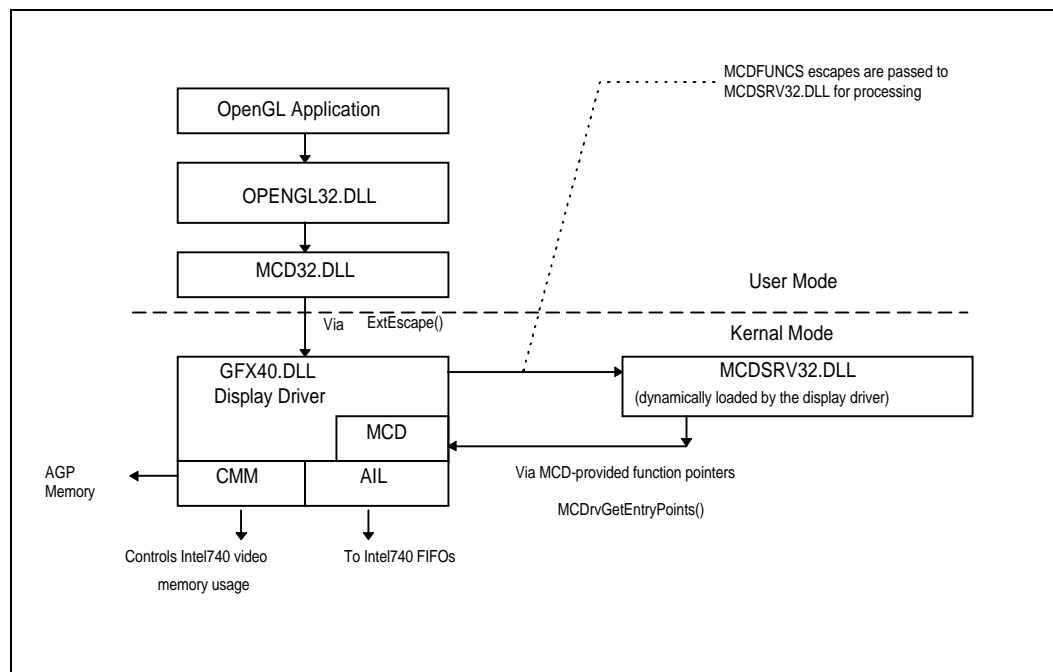 MCDFUNCS escapes are passed to
MCDSRV32.DLL for processing
OpenGL Application
OPENGL32.DLL
MCD32.DLL
User Mode
Via ExtEscape()
Kernal Mode
GFX40.DLL
Display Driver
MCDSRV32.DLL
(dynamically loaded by the display driver)
MCD
AGP
Memory
CMM
AIL
Via MCD-provided function pointers
MCDrvGetEntryPoints()
Controls Intel740 video
memory usage
To Intel740 FIFOs